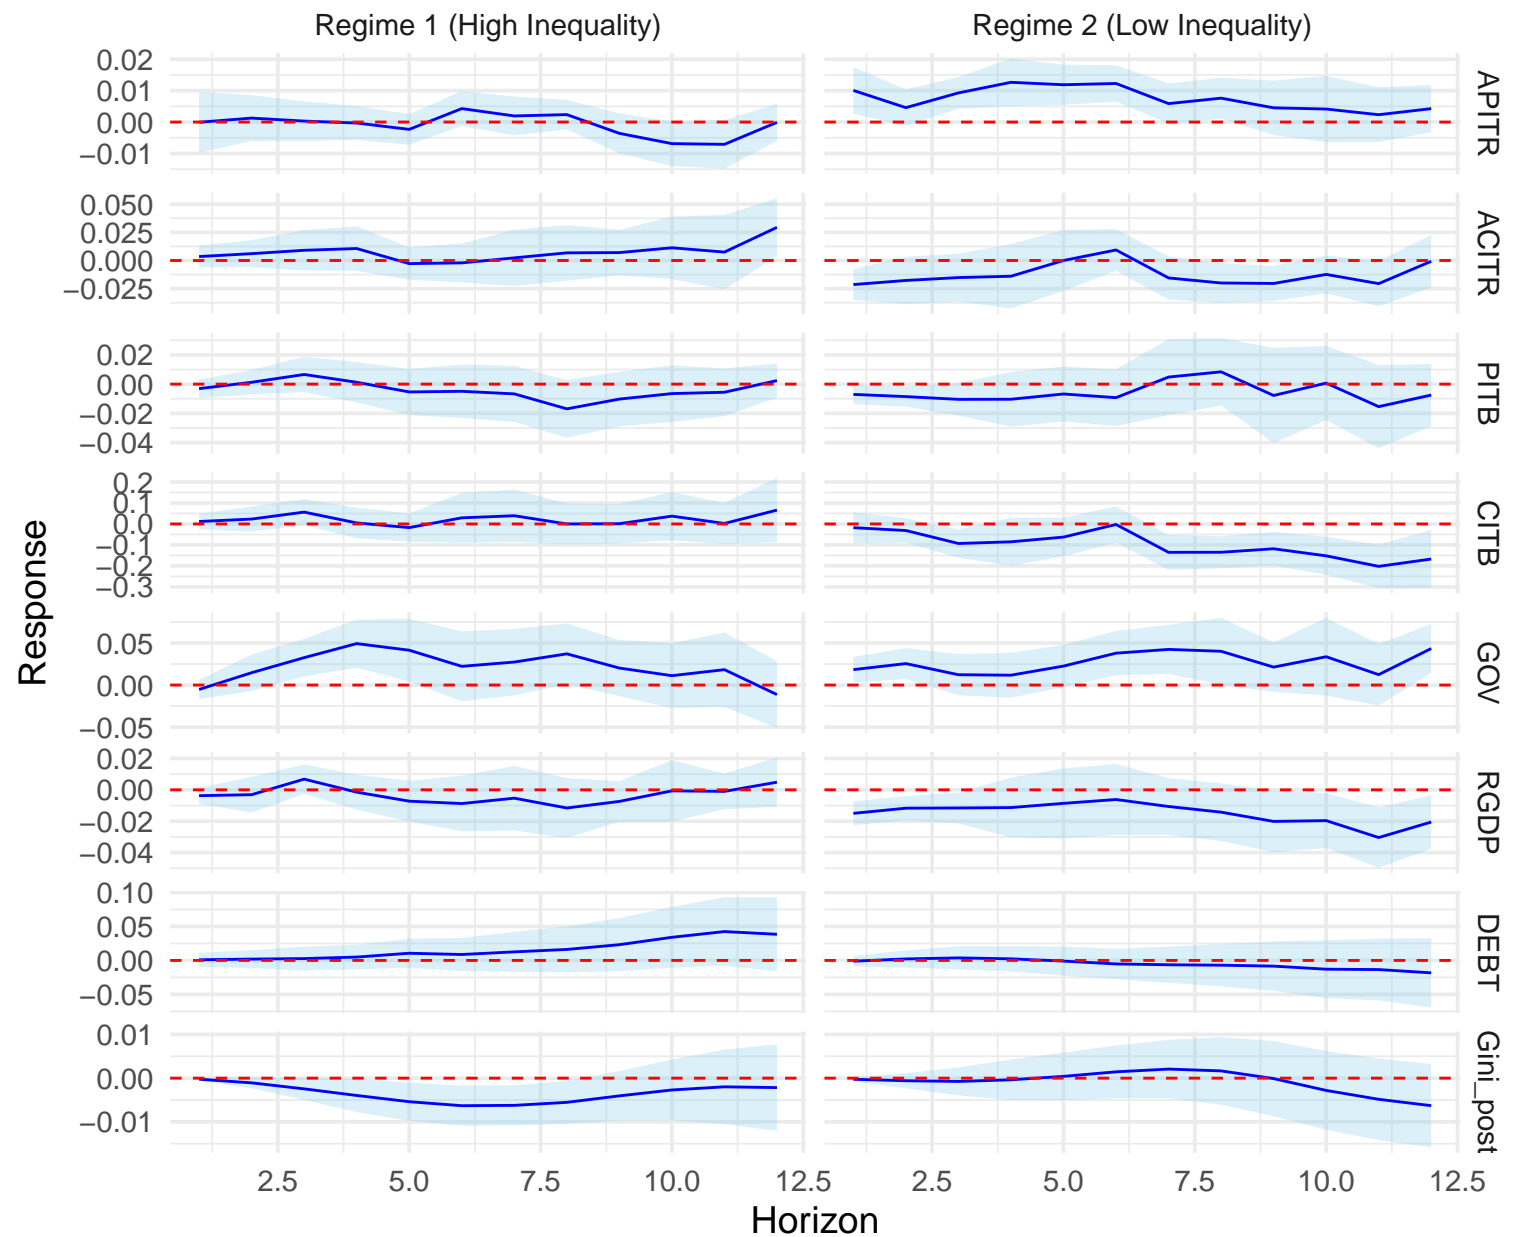 Regime 1 (High Inequality) Regime 2 (Low Inequality)
0.02
0.01
0.00
−0.01
APITR
0.050
0.025
0.000
−0.025
ACITR
0.02
0.00
−0.02
−0.04
PITB
0.2
0.1
0.0
−0.1
−0.2
−0.3
CITB
0.05
0.00
−0.05
GOV
0.02
0.00
−0.02
−0.04
RGDP
0.10
0.05
0.00
−0.05
DEBT
0.01
0.00
−0.01
Gini_post
Response
2.5 5.0 7.5 10.0 12.5 2.5 5.0 7.5 10.0 12.5
Horizon